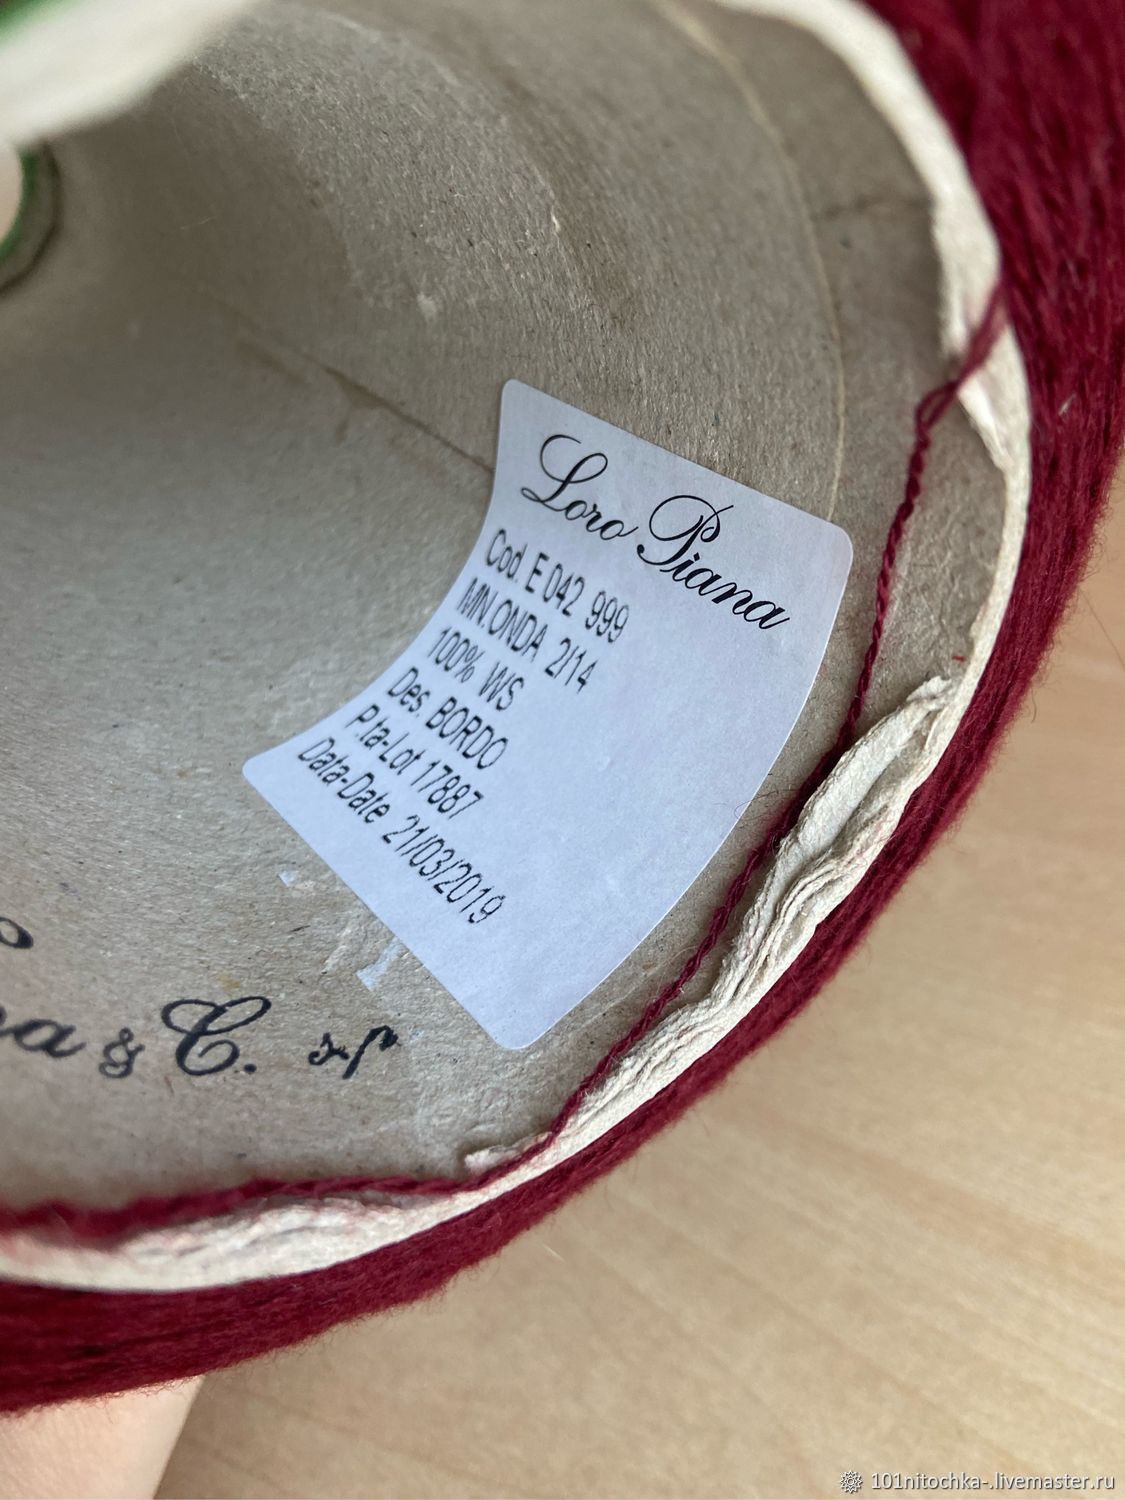 Loro Piana
Cod. E 042 999
MN.ONDA 2/14
100% WS
Des. BORDO
P.ta-Lot 17887
Data-Date 21/03/2019
& C.
101nitochka-.livemaster.ru